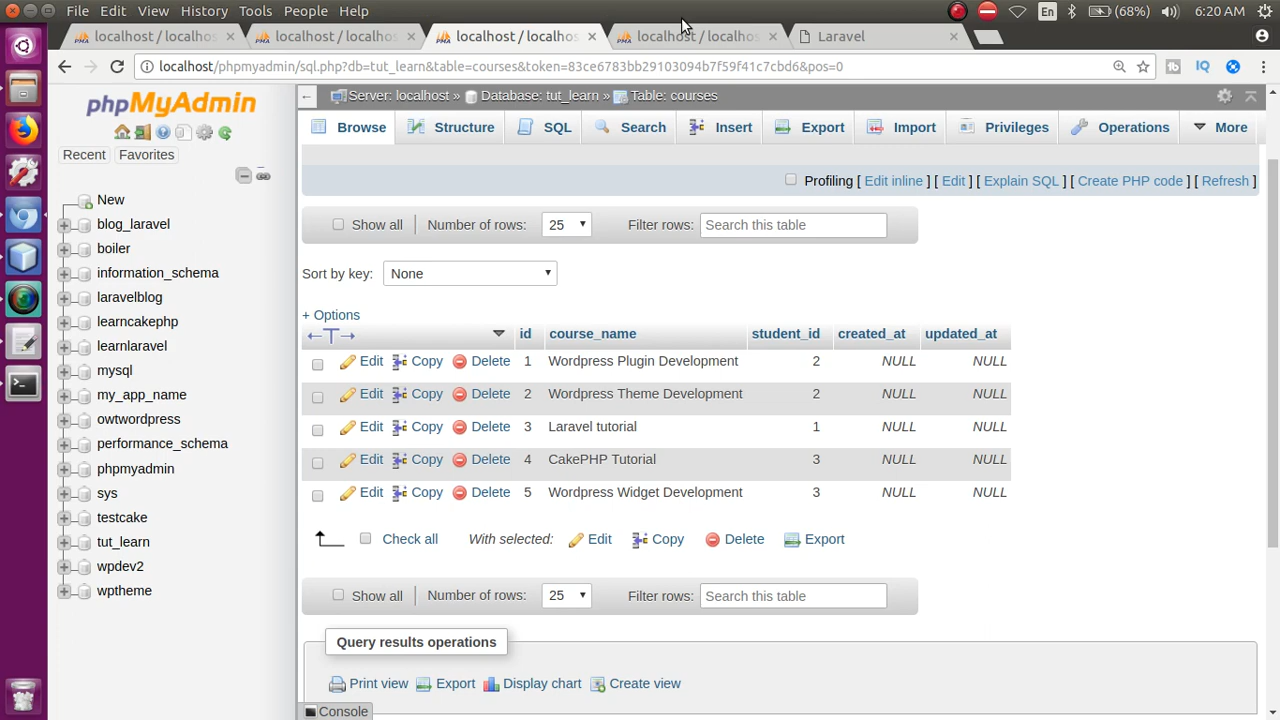 File Edit View History Tools People Help En (68%) 6:20 AM
localhost / localhos localhost / localhos localhost / localhos localhost / localhos Laravel
localhost/phpmyadmin/sql.php?db=tut_learn&table=courses&token=83ce6783bb29103094b7f59f41c7cbd6&pos=0
phpMyAdmin
Recent Favorites
New
blog_laravel
boiler
information_schema
laravelblog
learncakephp
learnlaravel
mysql
my_app_name
owtwordpress
performance_schema
phpmyadmin
sys
testcake
tut_learn
wpdev2
wptheme
Server: localhost » Database: tut_learn » Table: courses
Browse Structure SQL Search Insert Export Import Privileges Operations More
Profiling [ Edit inline ] [ Edit ] [ Explain SQL ] [ Create PHP code ] [ Refresh ]
Show all Number of rows: 25 Filter rows: Search this table
Sort by key: None
+ Options
id course_name student_id created_at updated_at
Edit Copy Delete 1 Wordpress Plugin Development 2 NULL NULL
Edit Copy Delete 2 Wordpress Theme Development 2 NULL NULL
Edit Copy Delete 3 Laravel tutorial 1 NULL NULL
Edit Copy Delete 4 CakePHP Tutorial 3 NULL NULL
Edit Copy Delete 5 Wordpress Widget Development 3 NULL NULL
Check all With selected: Edit Copy Delete Export
Show all Number of rows: 25 Filter rows: Search this table
Query results operations
Print view Export Display chart Create view
Console